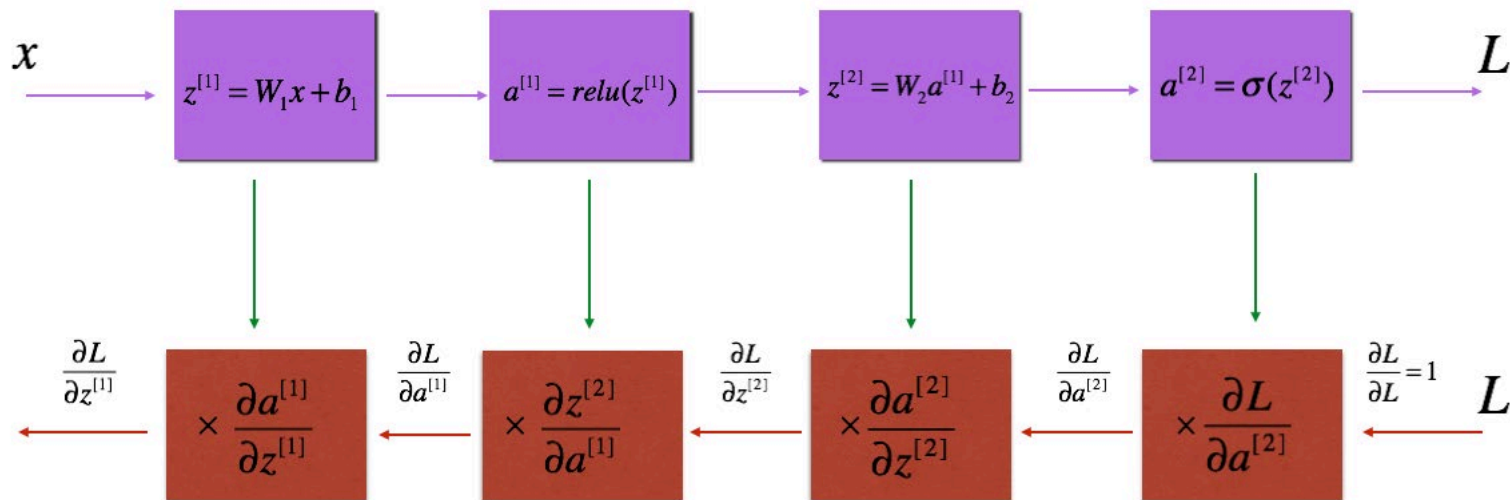 x
z^{[1]} = W_1 x + b_1
a^{[1]} = relu(z^{[1]})
z^{[2]} = W_2 a^{[1]} + b_2
a^{[2]} = σ(z^{[2]})
L
∂L/∂z^{[1]}
× ∂a^{[1]}/∂z^{[1]}
∂L/∂a^{[1]}
× ∂z^{[2]}/∂a^{[1]}
∂L/∂z^{[2]}
× ∂a^{[2]}/∂z^{[2]}
∂L/∂a^{[2]}
× ∂L/∂a^{[2]}
∂L/∂L = 1
L